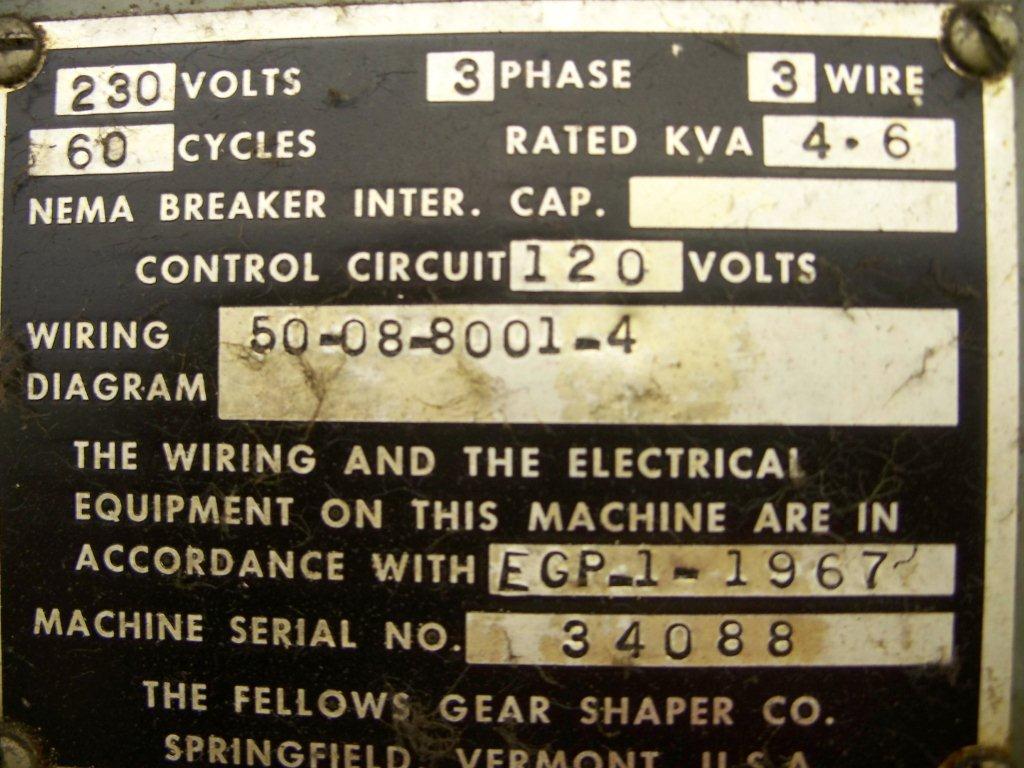 230 VOLTS 3 PHASE 3 WIRE
60 CYCLES RATED KVA 4.6
NEMA BREAKER INTER. CAP.
CONTROL CIRCUIT 120 VOLTS
WIRING DIAGRAM 50-08-8001-4
THE WIRING AND THE ELECTRICAL
EQUIPMENT ON THIS MACHINE ARE IN
ACCORDANCE WITH EGP-1-1967
MACHINE SERIAL NO. 34088
THE FELLOWS GEAR SHAPER CO.
SPRINGFIELD, VERMONT, U.S.A.